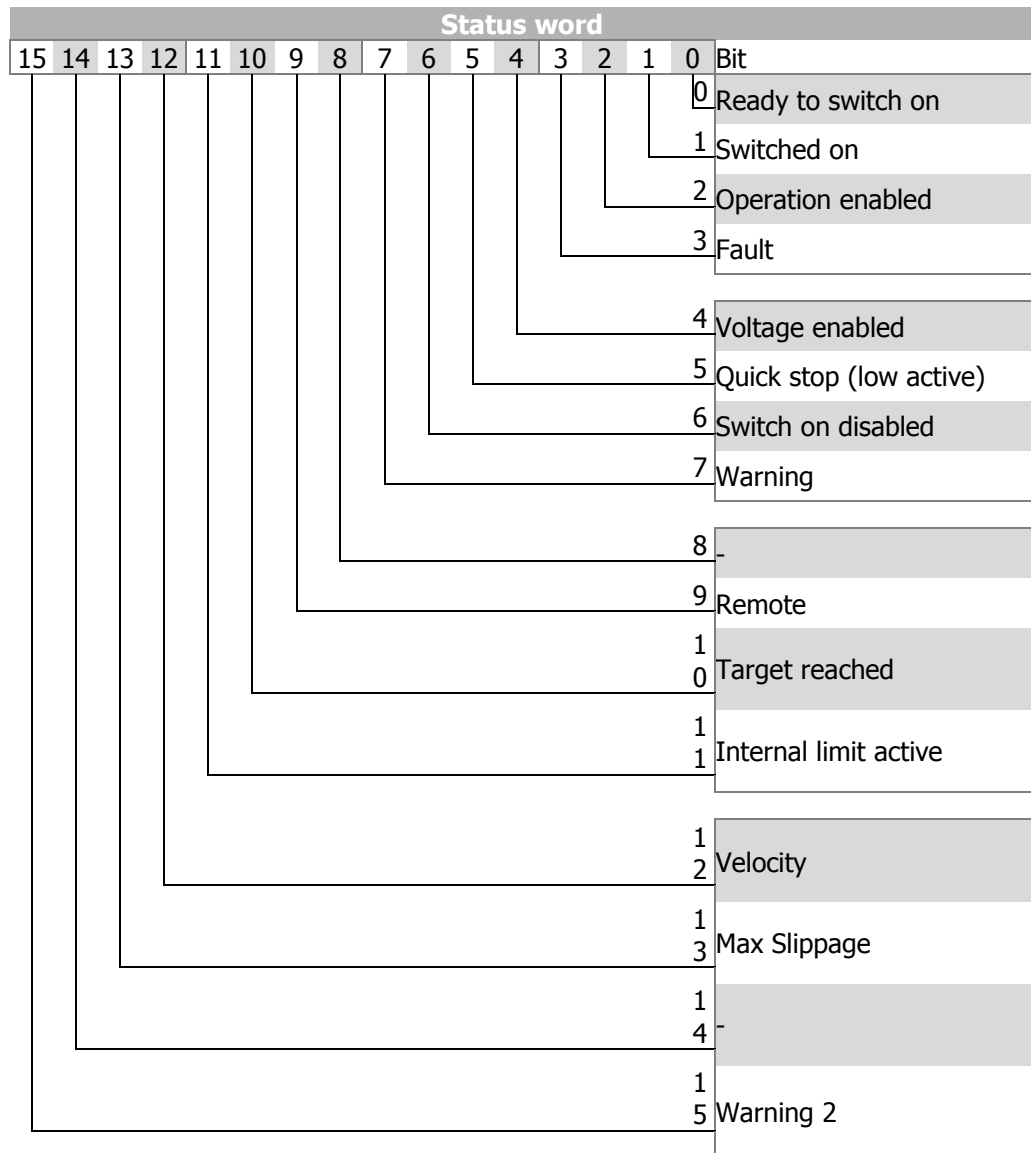 Status word
15 14 13 12 11 10 9 8 7 6 5 4 3 2 1 0 Bit
0 Ready to switch on
1 Switched on
2 Operation enabled
3 Fault
4 Voltage enabled
5 Quick stop (low active)
6 Switch on disabled
7 Warning
8 -
9 Remote
1
0 Target reached
1
1 Internal limit active
1
2 Velocity
1
3 Max Slippage
1
4 -
1
5 Warning 2